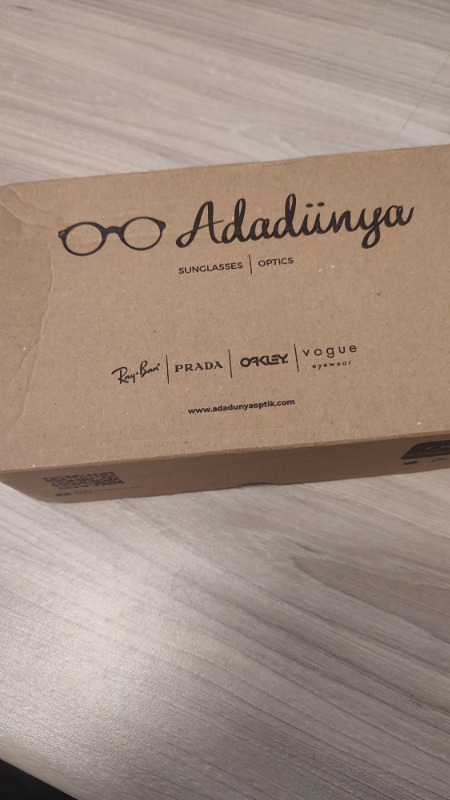 Adadünya
SUNGLASSES | OPTICS
Ray-Ban | PRADA | OAKLEY | vogue
eyewear
www.adadunyaoptik.com